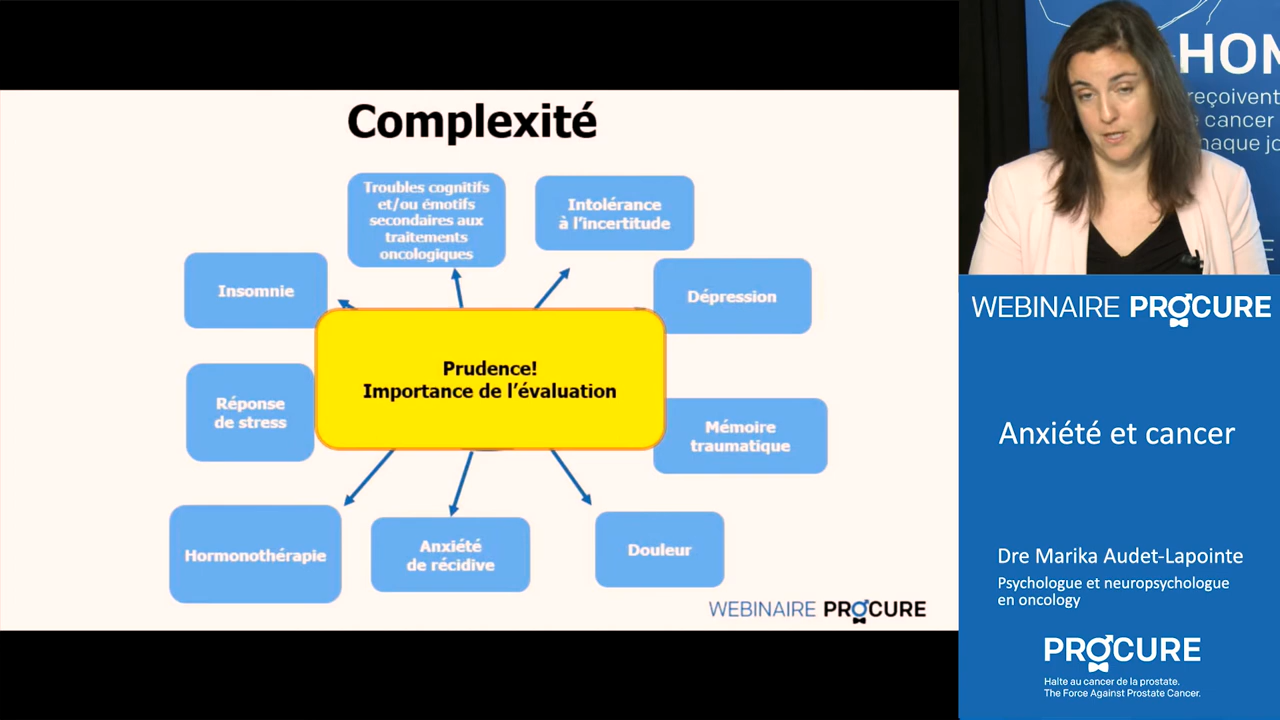 Complexité
Troubles cognitifs
et/ou émotifs
secondaires aux
traitements
oncologiques
Intolérance
à l’incertitude
Insomnie
Dépression
Prudence!
Importance de l’évaluation
Réponse
de stress
Mémoire
traumatique
Hormonothérapie
Anxiété
de récidive
Douleur
WEBINAIRE PROCURE
HOM
reçoivent
cancer
haque jo
WEBINAIRE PROCURE
Anxiété et cancer
Dre Marika Audet-Lapointe
Psychologue et neuropsychologue
en oncology
PROCURE
Halte au cancer de la prostate.
The Force Against Prostate Cancer.